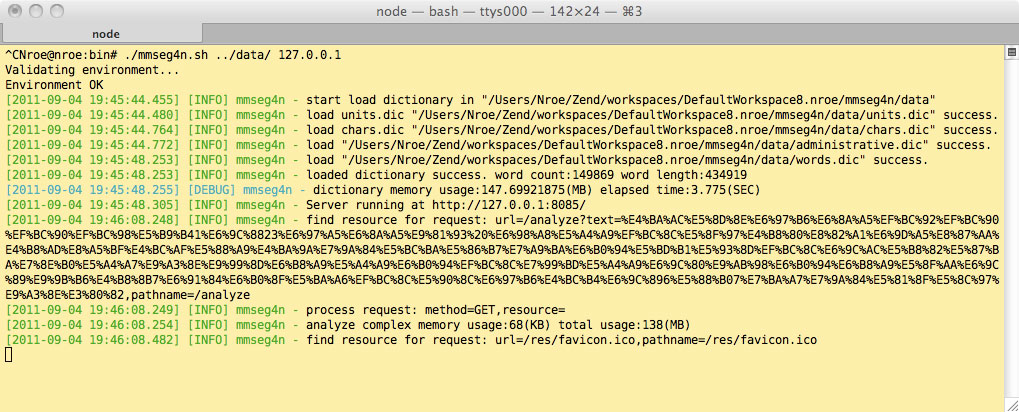 node — bash — ttys000 — 142×24 — ⌘3
node
^CNroe@nroe:bin# ./mmseg4n.sh ../data/ 127.0.0.1
Validating environment...
Environment OK
[2011-09-04 19:45:44.455] [INFO] mmseg4n - start load dictionary in "/Users/Nroe/Zend/workspaces/DefaultWorkspace8.nroe/mmseg4n/data"
[2011-09-04 19:45:44.480] [INFO] mmseg4n - load units.dic "/Users/Nroe/Zend/workspaces/DefaultWorkspace8.nroe/mmseg4n/data/units.dic" success.
[2011-09-04 19:45:44.764] [INFO] mmseg4n - load chars.dic "/Users/Nroe/Zend/workspaces/DefaultWorkspace8.nroe/mmseg4n/data/chars.dic" success.
[2011-09-04 19:45:44.772] [INFO] mmseg4n - load "/Users/Nroe/Zend/workspaces/DefaultWorkspace8.nroe/mmseg4n/data/administrative.dic" success.
[2011-09-04 19:45:48.253] [INFO] mmseg4n - load "/Users/Nroe/Zend/workspaces/DefaultWorkspace8.nroe/mmseg4n/data/words.dic" success.
[2011-09-04 19:45:48.253] [INFO] mmseg4n - loaded dictionary success. word count:149869 word length:434919
[2011-09-04 19:45:48.255] [DEBUG] mmseg4n - dictionary memory usage:147.69921875(MB) elapsed time:3.775(SEC)
[2011-09-04 19:45:48.305] [INFO] mmseg4n - Server running at http://127.0.0.1:8085/
[2011-09-04 19:46:08.248] [INFO] mmseg4n - find resource for request: url=/analyze?text=%E4%BA%AC%E5%8D%8E%E6%97%B6%E6%8A%A5%EF%BC%92%EF%BC%90
%EF%BC%90%EF%BC%98%E5%B9%B41%E6%9C%8823%E6%97%A5%E6%8A%A5%E9%81%93%20%E6%98%A8%E5%A4%A9%EF%BC%8C%E5%8F%97%E4%B8%80%E8%82%A1%E6%9D%A5%E8%87%AA%
E4%B8%AD%E8%A5%BF%E4%BC%AF%E5%88%A9%E4%BA%9A%E7%9A%84%E5%BC%BA%E5%86%B7%E7%A9%BA%E6%B0%94%E5%BD%B1%E5%93%8D%EF%BC%8C%E6%9C%AC%E5%B8%82%E5%87%B
A%E7%8E%B0%E5%A4%A7%E9%A3%8E%E9%99%8D%E6%B8%A9%E5%A4%A9%E6%B0%94%EF%BC%8C%E7%99%BD%E5%A4%A9%E6%9C%80%E9%AB%98%E6%B0%94%E6%B8%A9%E5%8F%AA%E6%9C
%89%E9%9B%B6%E4%B8%8B7%E6%91%84%E6%B0%8F%E5%BA%A6%EF%BC%8C%E5%90%8C%E6%97%B6%E4%BC%B4%E6%9C%896%E5%88%B07%E7%BA%A7%E7%9A%84%E5%81%8F%E5%8C%97%
E9%A3%8E%E3%80%82,pathname=/analyze
[2011-09-04 19:46:08.249] [INFO] mmseg4n - process request: method=GET,resource=
[2011-09-04 19:46:08.254] [INFO] mmseg4n - analyze complex memory usage:68(KB) total usage:138(MB)
[2011-09-04 19:46:08.482] [INFO] mmseg4n - find resource for request: url=/res/favicon.ico,pathname=/res/favicon.ico